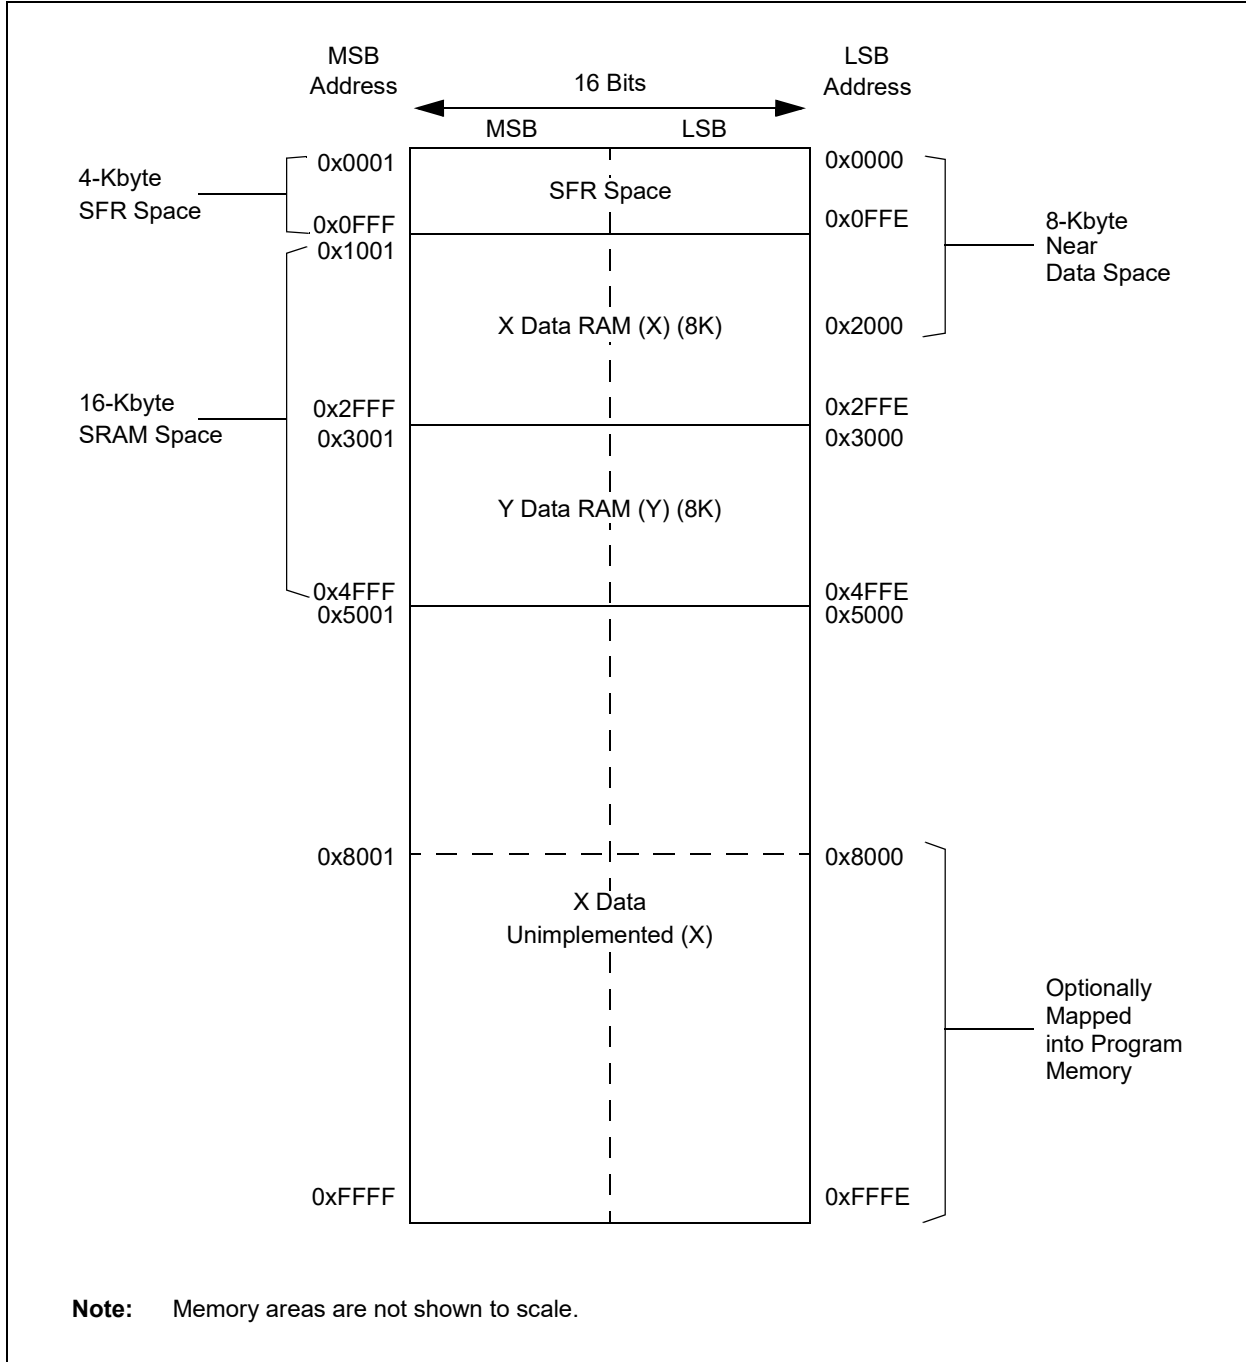 MSB
Address
LSB
Address
16 Bits
MSB
LSB
4-Kbyte
SFR Space
0x0001
0x0FFF
0x1001
SFR Space
0x0000
0x0FFE
8-Kbyte
Near
Data Space
X Data RAM (X) (8K)
0x2000
16-Kbyte
SRAM Space
0x2FFF
0x3001
0x2FFE
0x3000
Y Data RAM (Y) (8K)
0x4FFF
0x5001
0x4FFE
0x5000
0x8001
0x8000
X Data
Unimplemented (X)
Optionally
Mapped
into Program
Memory
0xFFFF
0xFFFE
Note: Memory areas are not shown to scale.